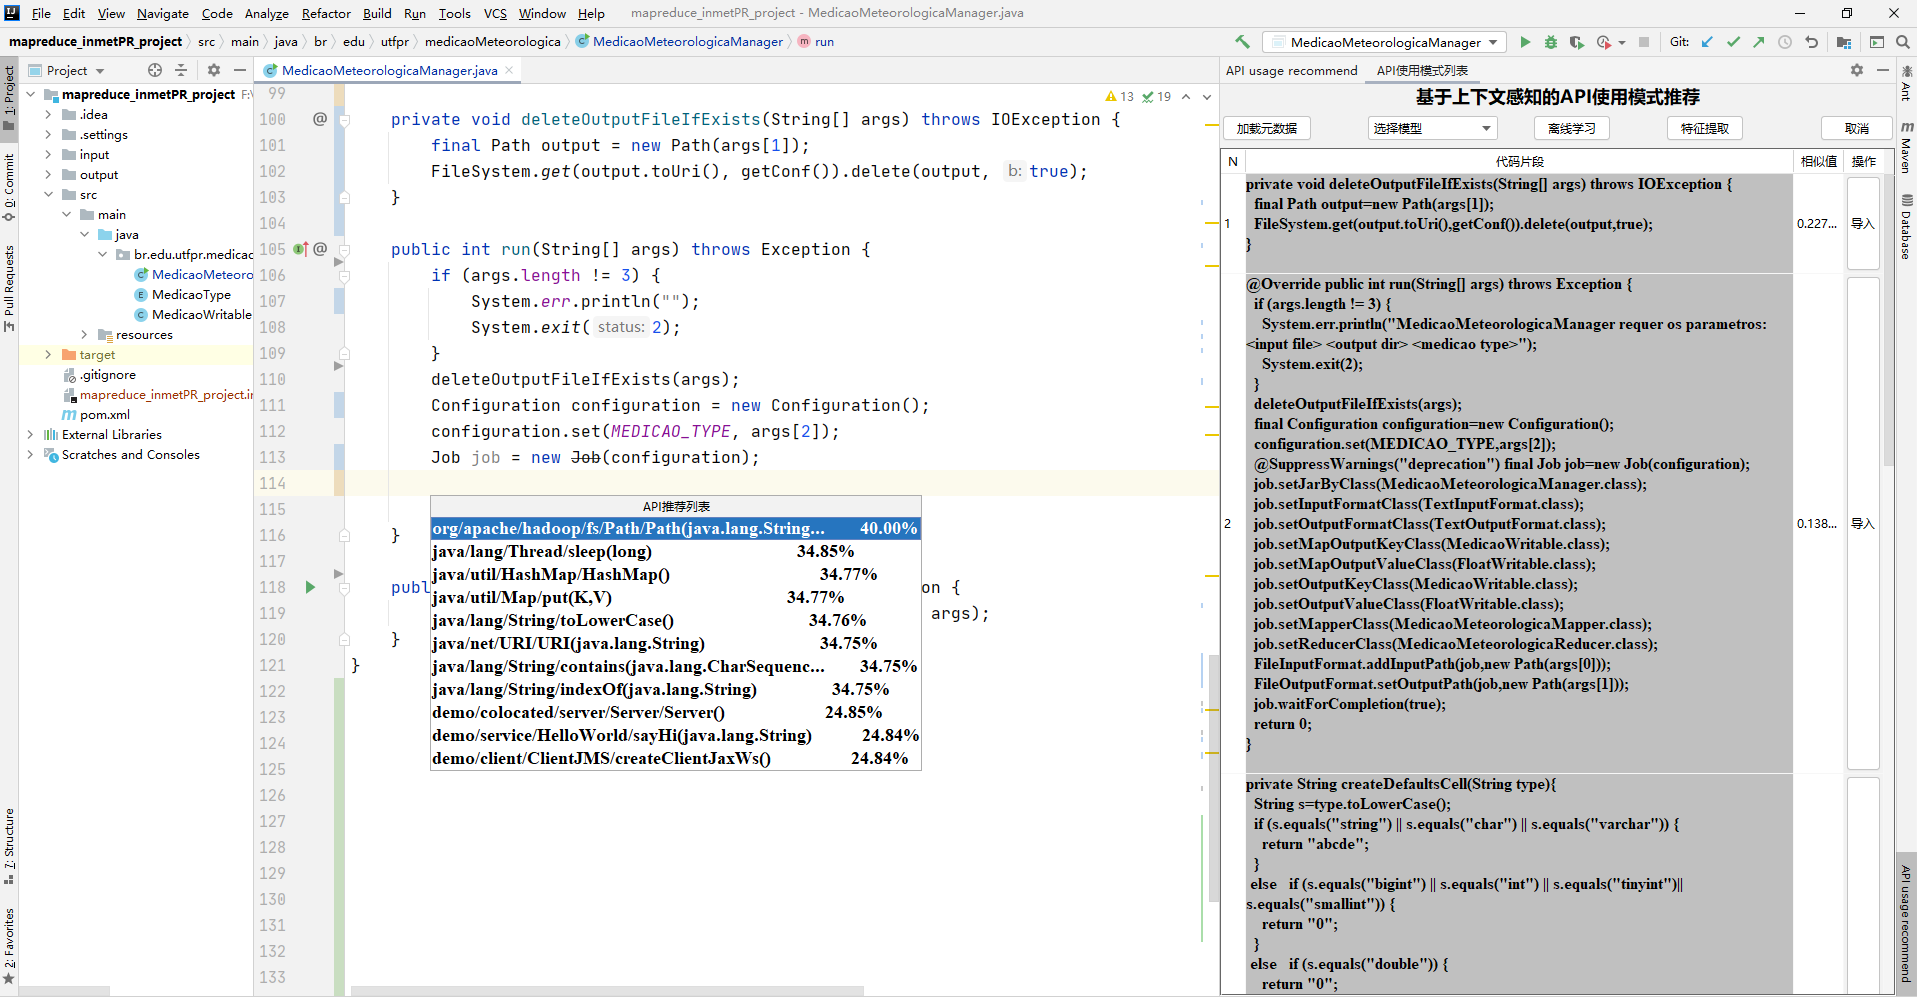 File Edit View Navigate Code Analyze Refactor Build Run Tools VCS Window Help mapreduce_inmetPR_project - MedicaoMeteorologicaManager.java
mapreduce_inmetPR_project src main java br edu utfpr medicaoMeteorologica MedicaoMeteorologicaManager run
MedicaoMeteorologicaManager Git:
1: Project
0: Commit
Pull Requests
7: Structure
2: Favorites
Project
mapreduce_inmetPR_project F:\
.idea
.settings
input
output
src
main
java
br.edu.utfpr.medicac
MedicaoMeteoro
MedicaoType
MedicaoWritable
resources
target
.gitignore
mapreduce_inmetPR_project.ir
pom.xml
External Libraries
Scratches and Consoles
MedicaoMeteorologicaManager.java
13 19
99
100 @ private void deleteOutputFileIfExists(String[] args) throws IOException {
101 final Path output = new Path(args[1]);
102 FileSystem.get(output.toUri(), getConf()).delete(output, b: true);
103 }
104
105 @ public int run(String[] args) throws Exception {
106 if (args.length != 3) {
107 System.err.println("");
108 System.exit( status: 2);
109 }
110 deleteOutputFileIfExists(args);
111 Configuration configuration = new Configuration();
112 configuration.set(MEDICAO_TYPE, args[2]);
113 Job job = new Job(configuration);
114
115
116 }
117
118 pub on {
119 args);
120 }
121 }
122
123
124
125
126
127
128
129
130
131
132
133
API推荐列表
org/apache/hadoop/fs/Path/Path(java.lang.String... 40.00%
java/lang/Thread/sleep(long) 34.85%
java/util/HashMap/HashMap() 34.77%
java/util/Map/put(K,V) 34.77%
java/lang/String/toLowerCase() 34.76%
java/net/URI/URI(java.lang.String) 34.75%
java/lang/String/contains(java.lang.CharSequenc... 34.75%
java/lang/String/indexOf(java.lang.String) 34.75%
demo/colocated/server/Server/Server() 24.85%
demo/service/HelloWorld/sayHi(java.lang.String) 24.84%
demo/client/ClientJMS/createClientJaxWs() 24.84%
API usage recommend API使用模式列表
基于上下文感知的API使用模式推荐
加载元数据 选择模型 离线学习 特征提取 取消
N 代码片段 相似值 操作
1 0.227... 导入
private void deleteOutputFileIfExists(String[] args) throws IOException {
final Path output=new Path(args[1]);
FileSystem.get(output.toUri(),getConf()).delete(output,true);
}
2 0.138... 导入
@Override public int run(String[] args) throws Exception {
if (args.length != 3) {
System.err.println("MedicaoMeteorologicaManager requer os parametros:
<input file> <output dir> <medicao type>");
System.exit(2);
}
deleteOutputFileIfExists(args);
final Configuration configuration=new Configuration();
configuration.set(MEDICAO_TYPE,args[2]);
@SuppressWarnings("deprecation") final Job job=new Job(configuration);
job.setJarByClass(MedicaoMeteorologicaManager.class);
job.setInputFormatClass(TextInputFormat.class);
job.setOutputFormatClass(TextOutputFormat.class);
job.setMapOutputKeyClass(MedicaoWritable.class);
job.setMapOutputValueClass(FloatWritable.class);
job.setOutputKeyClass(MedicaoWritable.class);
job.setOutputValueClass(FloatWritable.class);
job.setMapperClass(MedicaoMeteorologicaMapper.class);
job.setReducerClass(MedicaoMeteorologicaReducer.class);
FileInputFormat.addInputPath(job,new Path(args[0]));
FileOutputFormat.setOutputPath(job,new Path(args[1]));
job.waitForCompletion(true);
return 0;
}
private String createDefaultsCell(String type){
String s=type.toLowerCase();
if (s.equals("string") || s.equals("char") || s.equals("varchar")) {
return "abcde";
}
else if (s.equals("bigint") || s.equals("int") || s.equals("tinyint")||
s.equals("smallint")) {
return "0";
}
else if (s.equals("double")) {
return "0";
Ant
Maven
Database
API usage recommend